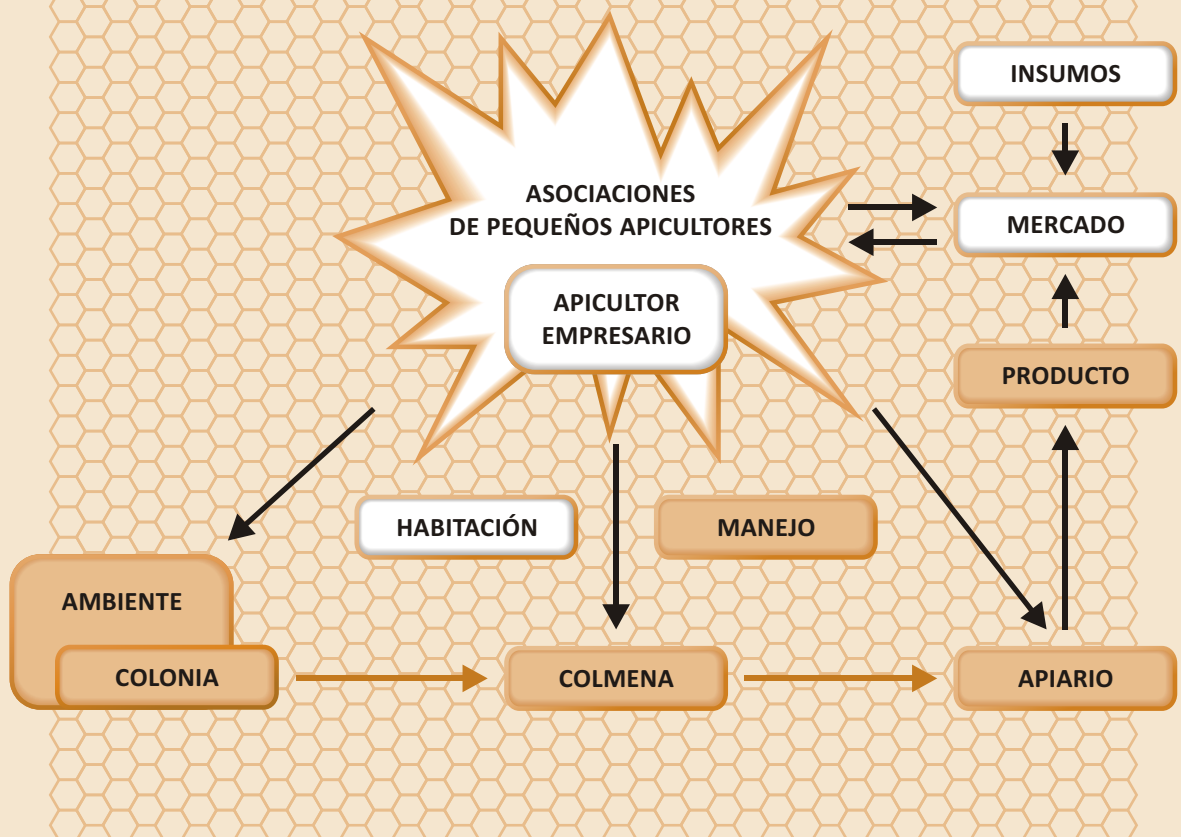 INSUMOS
ASOCIACIONES
DE PEQUEÑOS APICULTORES
MERCADO
APICULTOR
EMPRESARIO
PRODUCTO
HABITACIÓN
MANEJO
AMBIENTE
COLONIA
COLMENA
APIARIO